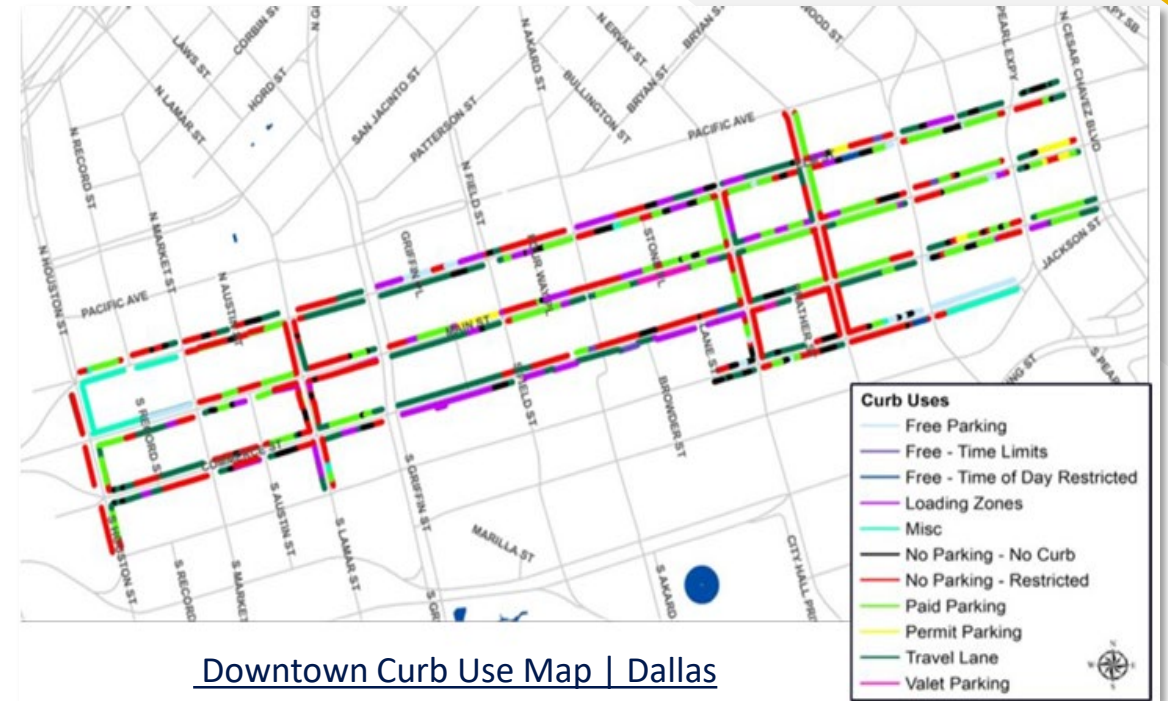 LAWS ST
CORBIN ST
N AKARD ST
N ERVAY ST
BRYAN ST
PEARL EXPY
N CESAR CHAVEZ BLVD
N LAMAR ST
HORD ST
SAN JACINTO ST
PATTERSON ST
BULLINGTON ST
BRYAN ST
PACIFIC AVE
N RECORD ST
N FIELD ST
N MARKET ST
N HOUSTON ST
N AUSTIN ST
GRIFFIN PL
PACIFIC AVE
MAIN ST
JACKSON ST
S RECORD ST
COMMERCE ST
S FIELD ST
LANE ST
BROWDER ST
S HOUSTON ST
S AUSTIN ST
S LAMAR ST
S GRIFFIN ST
MARILLA ST
S RECORD
S MARKET
S GR
S AKARD
CITY HALL
S PEAR
Curb Uses
Free Parking
Free - Time Limits
Free - Time of Day Restricted
Loading Zones
Misc
No Parking - No Curb
No Parking - Restricted
Paid Parking
Permit Parking
Travel Lane
Valet Parking
N
W E
S
Downtown Curb Use Map | Dallas